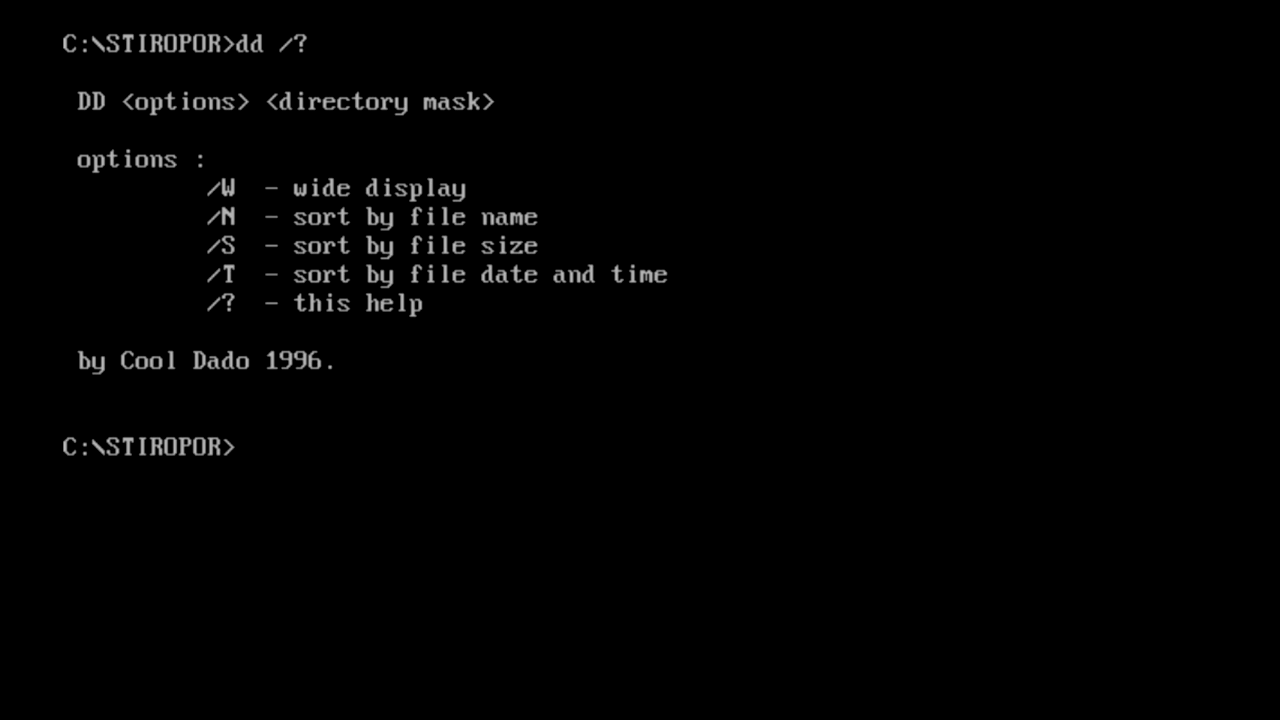 C:\STIROPOR>dd /?
DD <options> <directory mask>
options :
/W - wide display
/N - sort by file name
/S - sort by file size
/T - sort by file date and time
/? - this help
by Cool Dado 1996.
C:\STIROPOR>